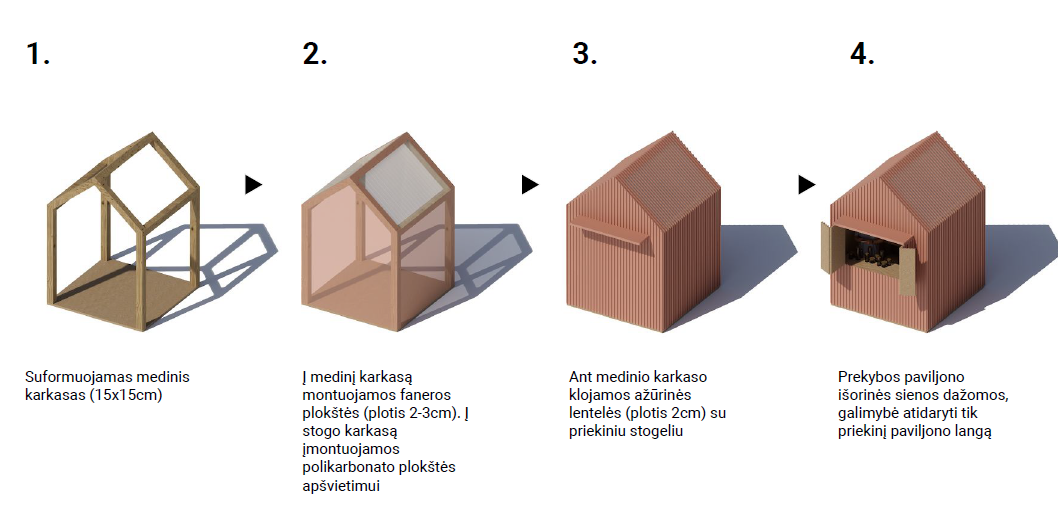 1.
Suformuojamas medinis
karkasas (15x15cm)
2.
Į medinį karkasą
montuojamos faneros
plokštės (plotis 2-3cm). Į
stogo karkasą
įmontuojamos
polikarbonato plokštės
apšvietimui
3.
Ant medinio karkaso
klojamos ažūrinės
lentelės (plotis 2cm) su
priekiniu stogeliu
4.
Prekybos paviljono
išorinės sienos dažomos,
galimybė atidaryti tik
priekinį paviljono langą